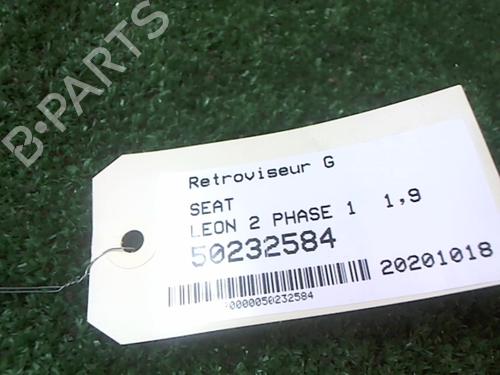 B-PARTS
Retroviseur G
SEAT
LEON 2 PHASE 1 1,9
50232584
20201018
0000050232584